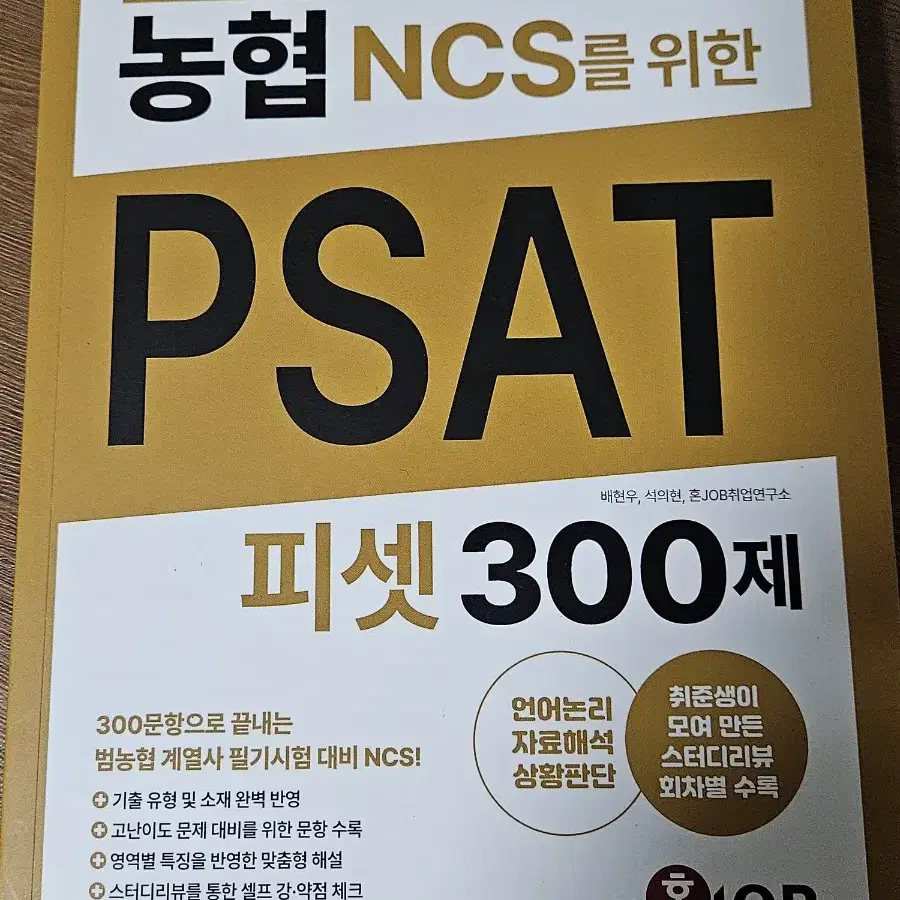 농협 NCS를 위한
PSAT
배현우, 석의현, 혼JOB취업연구소
피셋 300제
언어논리
자료해석
상황판단
취준생이
모여 만든
스터디리뷰
회차별 수록
300문항으로 끝내는
범농협 계열사 필기시험 대비 NCS!
기출 유형 및 소재 완벽 반영
고난이도 문제 대비를 위한 문항 수록
영역별 특징을 반영한 맞춤형 해설
스터디리뷰를 통한 셀프 강·약점 체크
혼JOB